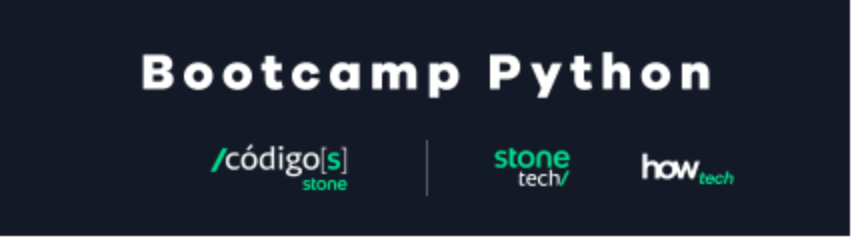 Bootcamp Python
/código[s]
stone
stone
tech/
how tech